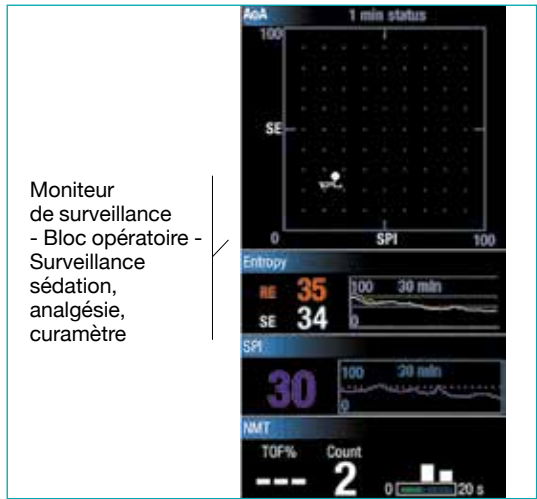 Moniteur
de surveillance
- Bloc opératoire -
Surveillance
sédation,
analgésie,
curamètre
AoA 1 min status
100
SE
0 SPI 100
Entropy
RE 35 100 30 min
SE 34 0
SPI
30 100 30 min
0
NMT
TOF% Count
--- 2 0 20 s